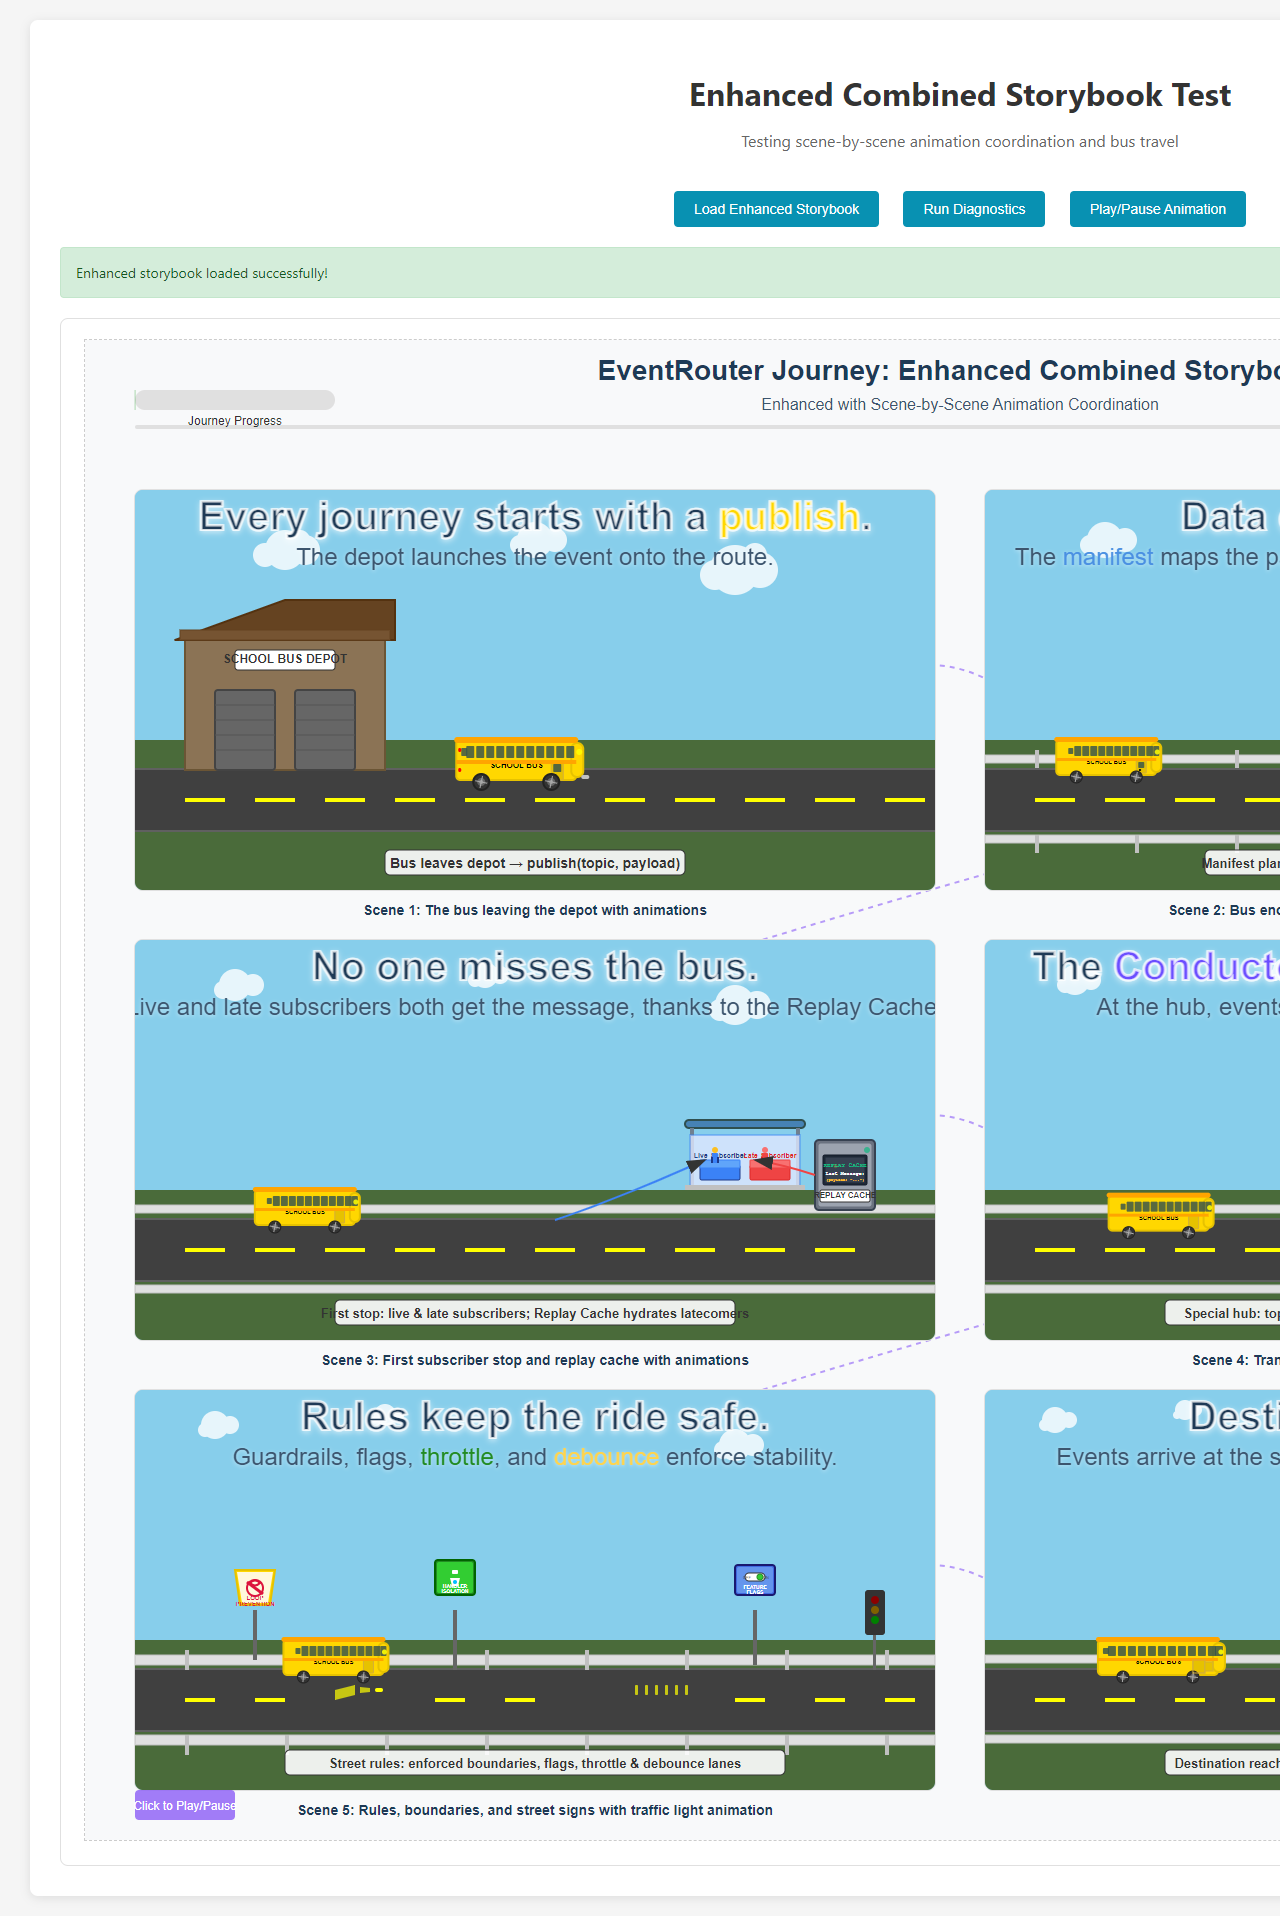 Enhanced Combined Storybook Test
Testing scene-by-scene animation coordination and bus travel
Load Enhanced Storybook
Run Diagnostics
Play/Pause Animation
Enhanced storybook loaded successfully!
EventRouter Journey: Enhanced Combined Storybo
Enhanced with Scene-by-Scene Animation Coordination
Journey Progress
Every journey starts with a publish.
The depot launches the event onto the route.
SCHOOL BUS DEPOT
SCHOOL BUS
Bus leaves depot → publish(topic, payload)
Scene 1: The bus leaving the depot with animations
Data
The manifest maps the p
SCHOOL BUS
Manifest plan
Scene 2: Bus enc
No one misses the bus.
Live and late subscribers both get the message, thanks to the Replay Cache
Live Subscriber
Late Subscriber
REPLAY CACHE
Last Message:
REPLAY CACHE
SCHOOL BUS
First stop: live & late subscribers; Replay Cache hydrates latecomers
Scene 3: First subscriber stop and replay cache with animations
The Conducto
At the hub, events
SCHOOL BUS
Special hub: top
Scene 4: Tran
Rules keep the ride safe.
Guardrails, flags, throttle, and debounce enforce stability.
LOOP
PREVENTION
HANDLER
ISOLATION
FEATURE
FLAGS
SCHOOL BUS
Street rules: enforced boundaries, flags, throttle & debounce lanes
Click to Play/Pause
Scene 5: Rules, boundaries, and street signs with traffic light animation
Desti
Events arrive at the s
SCHOOL BUS
Destination reach